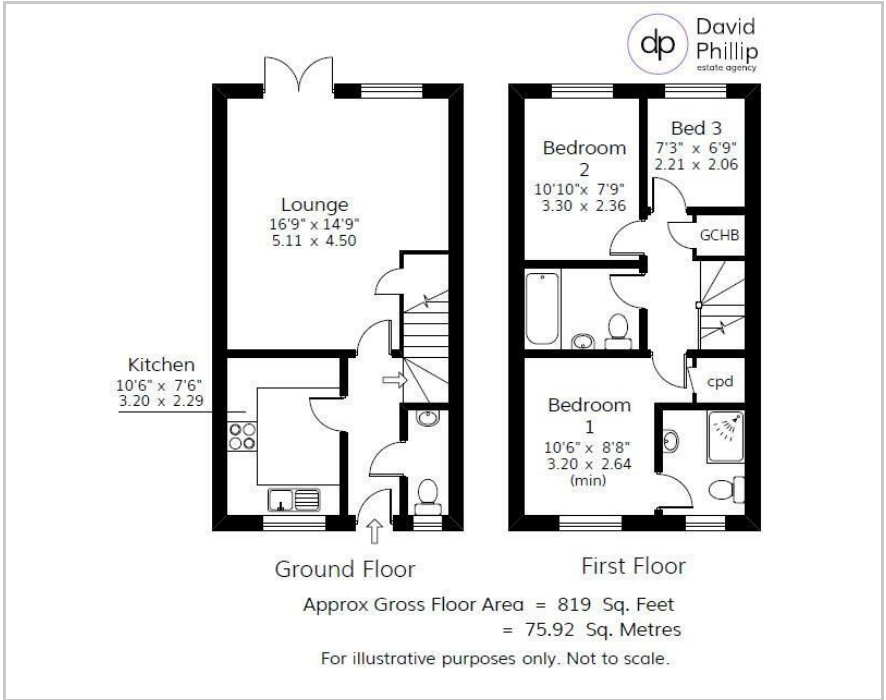 dp
David
Phillip
estate agency
Lounge
16'9" x 14'9"
5.11 x 4.50
Kitchen
10'6" x 7'6"
3.20 x 2.29
Bedroom
2
10'10"x 7'9"
3.30 x 2.36
Bed 3
7'3" x 6'9"
2.21 x 2.06
GCHB
cpd
Bedroom
1
10'6" x 8'8"
3.20 x 2.64
(min)
Ground Floor
First Floor
Approx Gross Floor Area = 819 Sq. Feet
= 75.92 Sq. Metres
For illustrative purposes only. Not to scale.